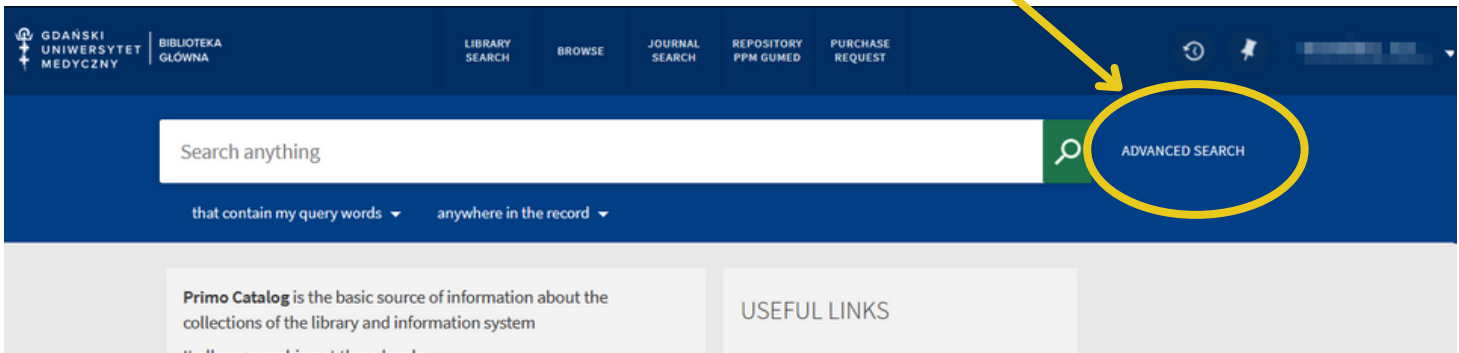 GDAŃSKI
UNIWERSYTET
MEDYCZNY
BIBLIOTEKA
GŁÓWNA
LIBRARY
SEARCH
BROWSE
JOURNAL
SEARCH
REPOSITORY
PPM GUMED
PURCHASE
REQUEST
Search anything
ADVANCED SEARCH
that contain my query words
anywhere in the record
Primo Catalog is the basic source of information about the
collections of the library and information system
USEFUL LINKS